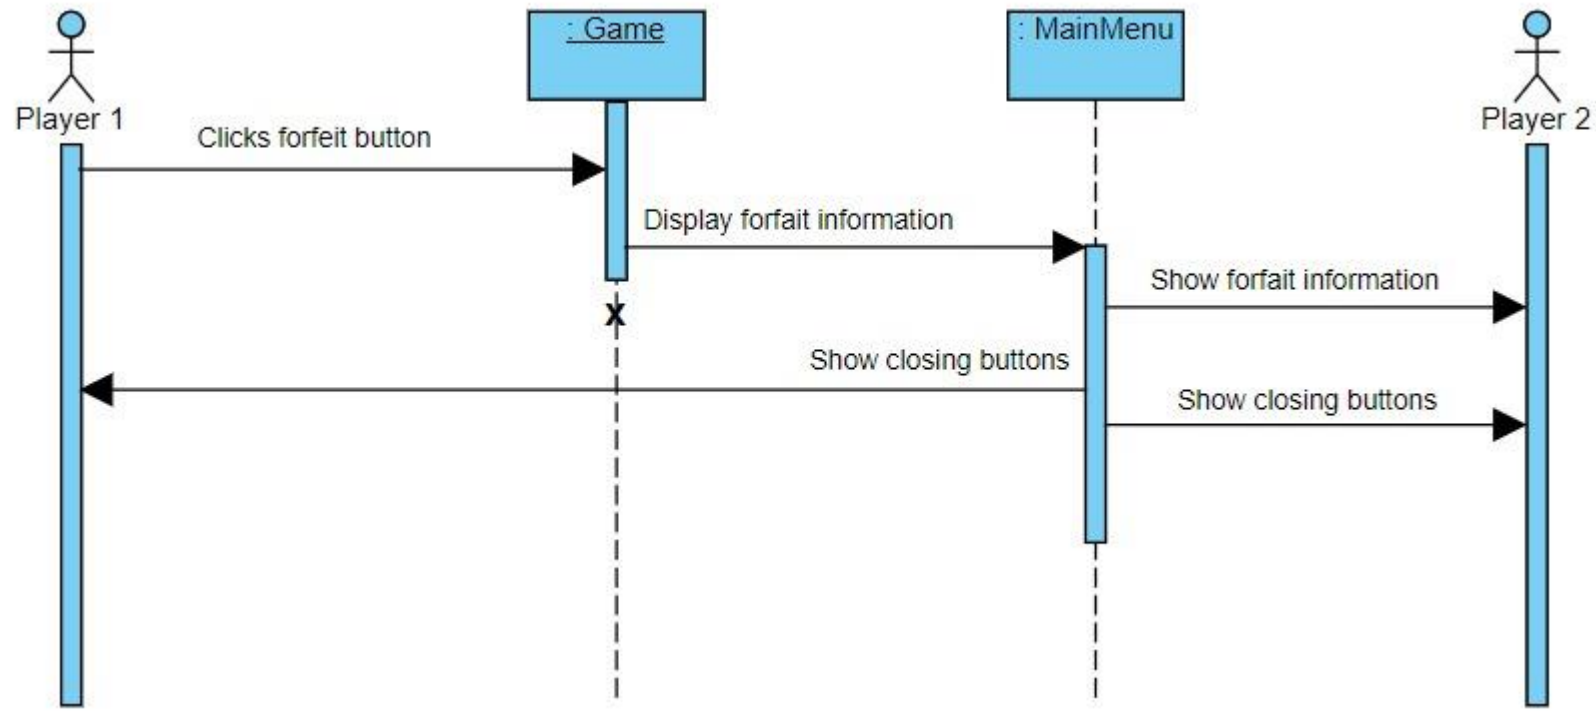 : Game
: MainMenu
Player 1
Player 2
Clicks forfeit button
Display forfait information
Show forfait information
x
Show closing buttons
Show closing buttons